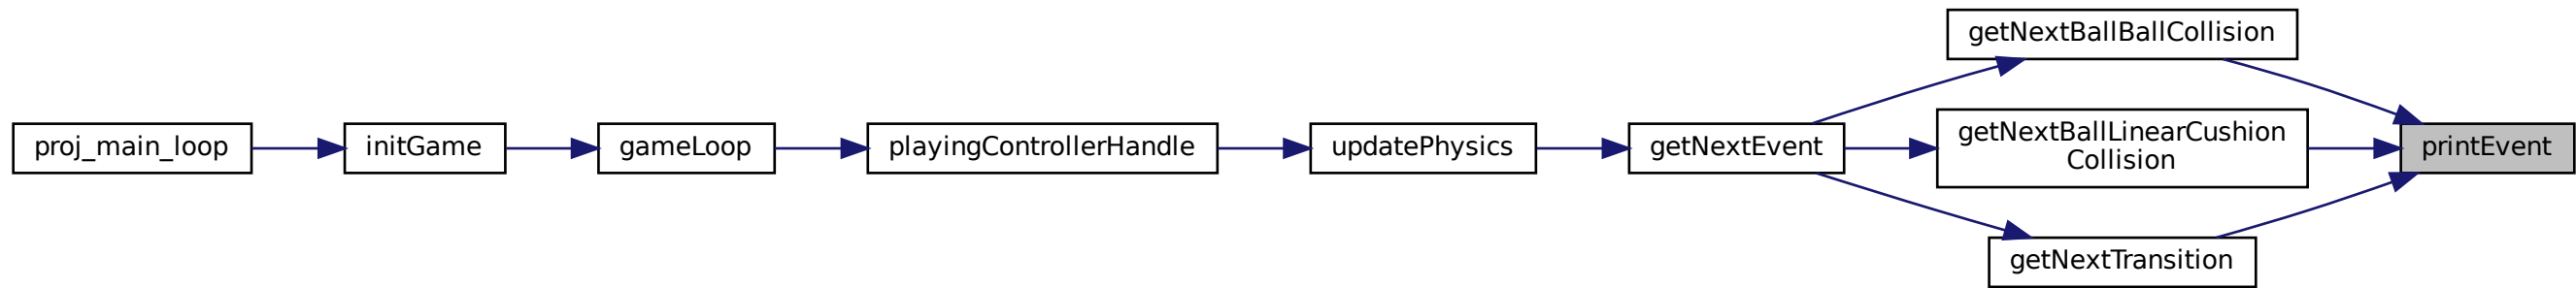 proj_main_loop
initGame
gameLoop
playingControllerHandle
updatePhysics
getNextEvent
getNextBallBallCollision
getNextBallLinearCushion
Collision
getNextTransition
printEvent